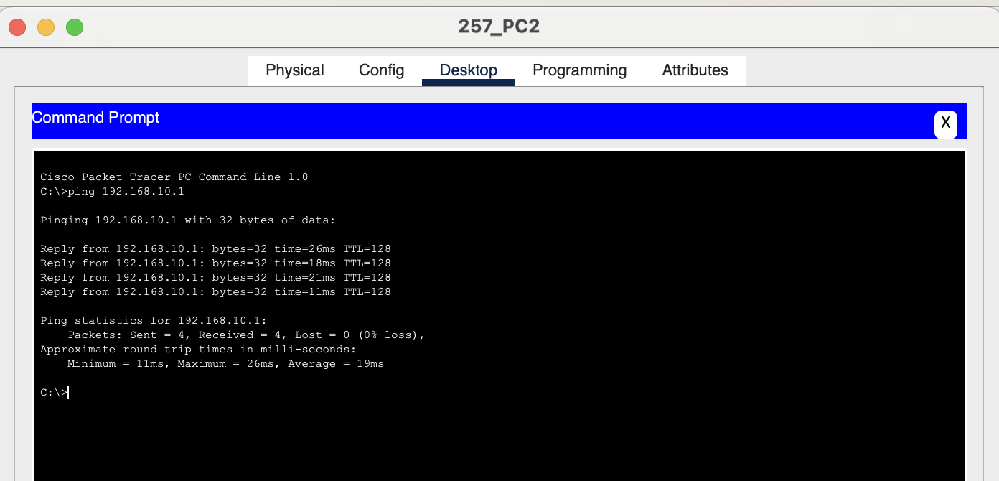 257_PC2
Physical Config Desktop Programming Attributes
Command Prompt
X
Cisco Packet Tracer PC Command Line 1.0
C:\>ping 192.168.10.1
Pinging 192.168.10.1 with 32 bytes of data:
Reply from 192.168.10.1: bytes=32 time=26ms TTL=128
Reply from 192.168.10.1: bytes=32 time=18ms TTL=128
Reply from 192.168.10.1: bytes=32 time=21ms TTL=128
Reply from 192.168.10.1: bytes=32 time=11ms TTL=128
Ping statistics for 192.168.10.1:
    Packets: Sent = 4, Received = 4, Lost = 0 (0% loss),
Approximate round trip times in milli-seconds:
    Minimum = 11ms, Maximum = 26ms, Average = 19ms
C:\>